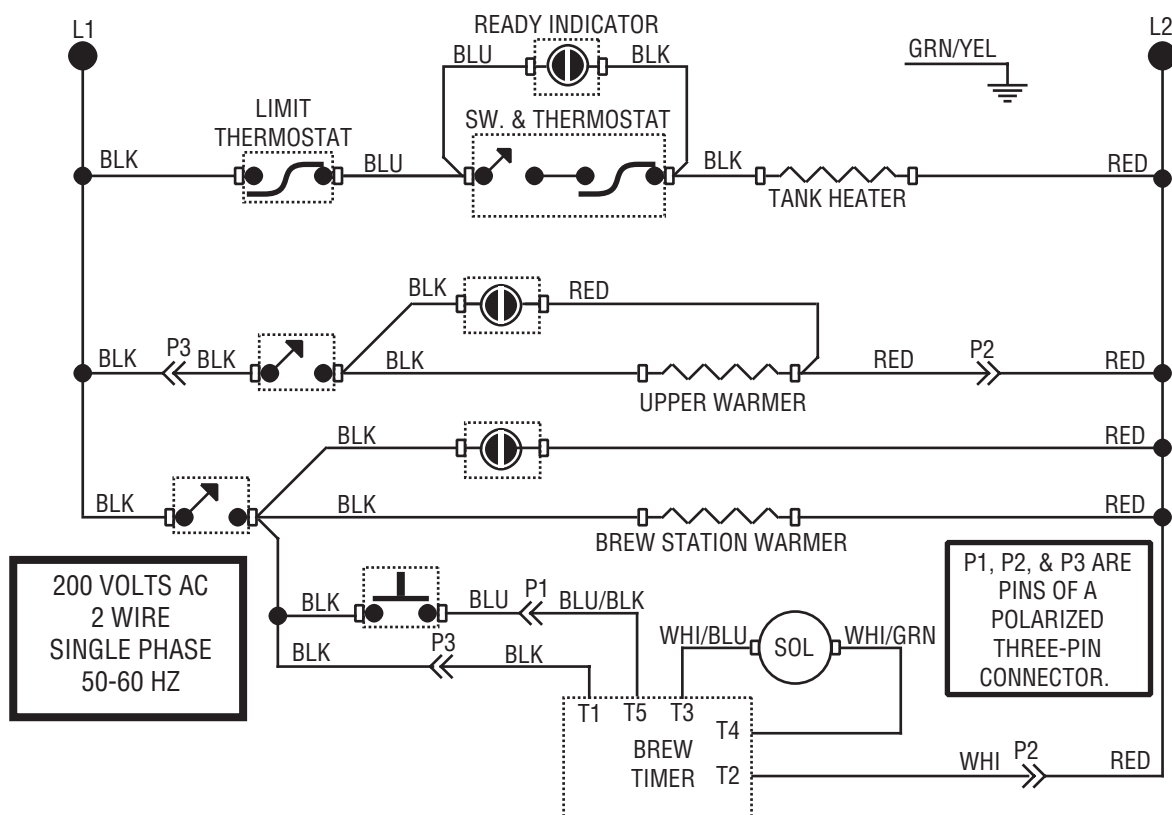 L1
READY INDICATOR
L2
BLU
BLK
GRN/YEL
LIMIT
THERMOSTAT
SW. & THERMOSTAT
BLK
BLU
BLK
RED
TANK HEATER
BLK
RED
BLK
P3
BLK
BLK
RED
P2
UPPER WARMER
BLK
RED
BLK
BLK
RED
BREW STATION WARMER
200 VOLTS AC
2 WIRE
SINGLE PHASE
50-60 HZ
P1, P2, & P3 ARE
PINS OF A
POLARIZED
THREE-PIN
CONNECTOR.
BLK
BLU
P1
BLU/BLK
BLK
P3
BLK
WHI/BLU
SOL
WHI/GRN
T1
T5
T3
T4
BREW
TIMER
T2
WHI
P2
RED